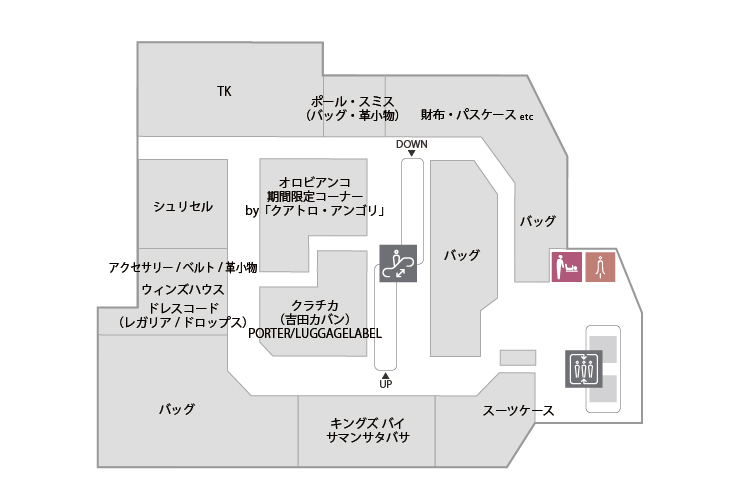 TK
ポール・スミス
（バッグ・革小物）
財布・パスケース etc
DOWN
シュリセル
オロビアンコ
期間限定コーナー
by「クアトロ・アンゴリ」
バッグ
バッグ
アクセサリー / ベルト / 革小物
ウィンズハウス
ドレスコード
（レガリア / ドロップス）
クラチカ
（吉田カバン）
PORTER/LUGGAGELABEL
UP
バッグ
キングズ バイ
サマンサタバサ
スーツケース